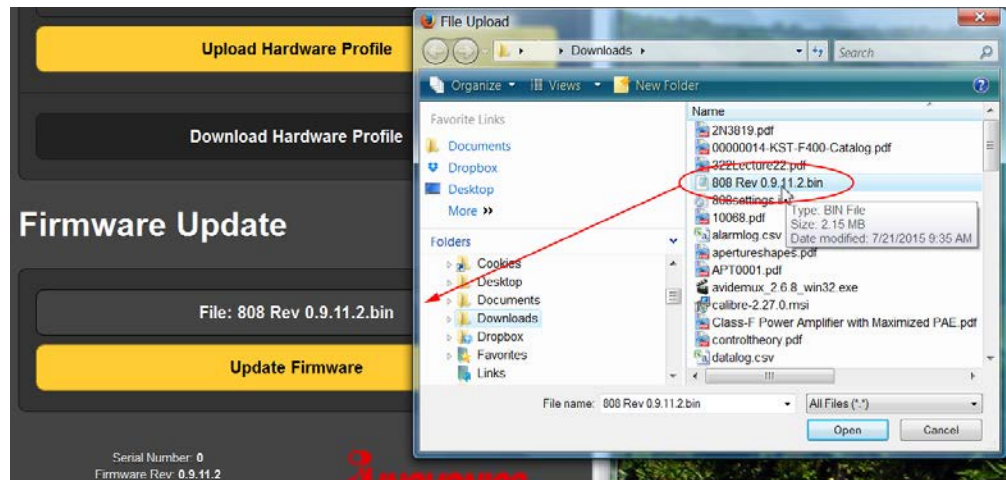 Upload Hardware Profile
Download Hardware Profile
Firmware Update
File: 808 Rev 0.9.11.2.bin
Update Firmware
Serial Number: 0
Firmware Rev: 0.9.11.2
File Upload
Downloads
Search
Organize
Views
New Folder
Favorite Links
Documents
Dropbox
Desktop
More »
Folders
Cookies
Desktop
Documents
Downloads
Dropbox
Favorites
Links
Name
2N3819.pdf
00000014-KST-F400-Catalog.pdf
322Lecture22.pdf
808 Rev 0.9.11.2.bin
10068.pdf
alarmlog.csv
apertureshapes.pdf
APT0001.pdf
avidemux_2.6.8_win32.exe
calibre-2.27.0.msi
Class-F Power Amplifier with Maximized PAE.pdf
controltheory.pdf
datalog.csv
Type: BIN File
Size: 2.15 MB
Date modified: 7/21/2015 9:35 AM
File name: 808 Rev 0.9.11.2.bin
All Files (*.*)
Open
Cancel